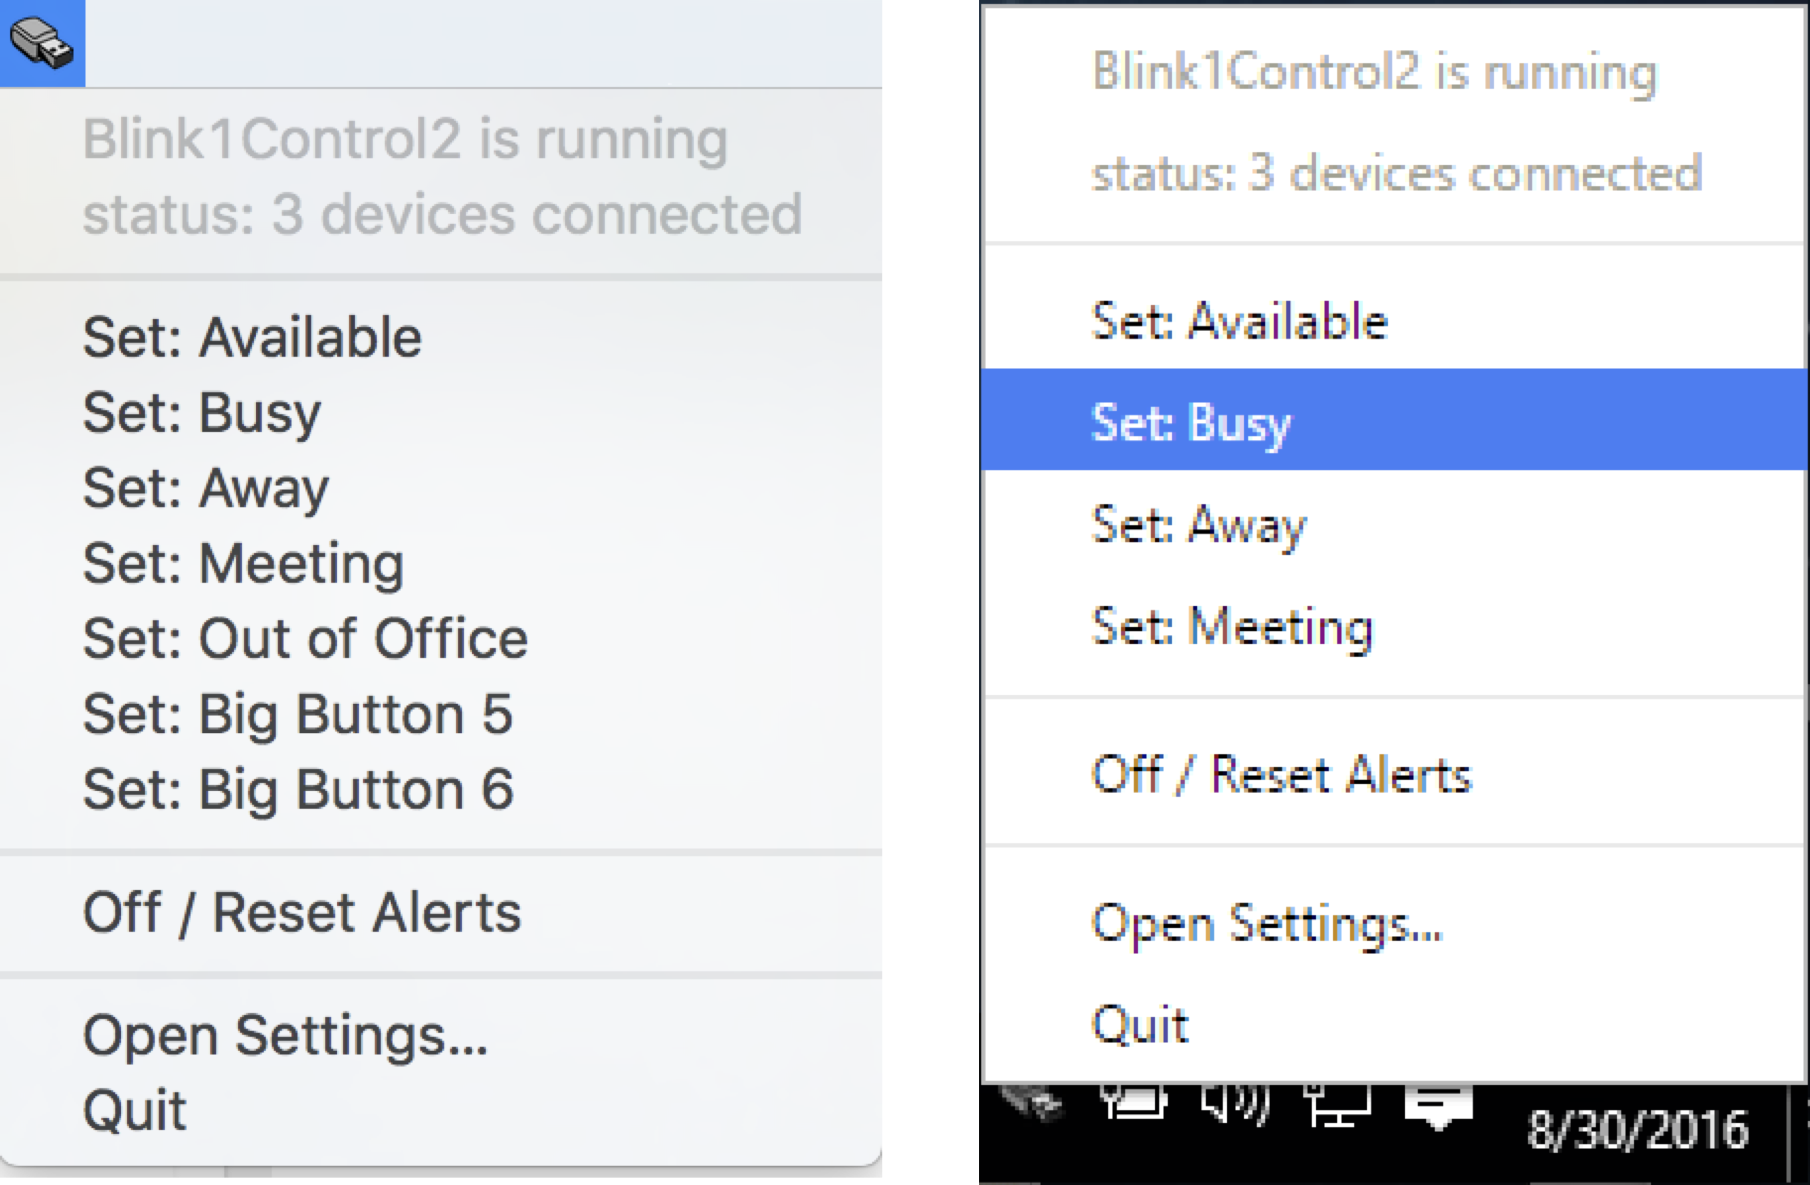 Blink1Control2 is running
status: 3 devices connected
Set: Available
Set: Busy
Set: Away
Set: Meeting
Set: Out of Office
Set: Big Button 5
Set: Big Button 6
Off / Reset Alerts
Open Settings...
Quit
Blink1Control2 is running
status: 3 devices connected
Set: Available
Set: Busy
Set: Away
Set: Meeting
Off / Reset Alerts
Open Settings...
Quit
8/30/2016